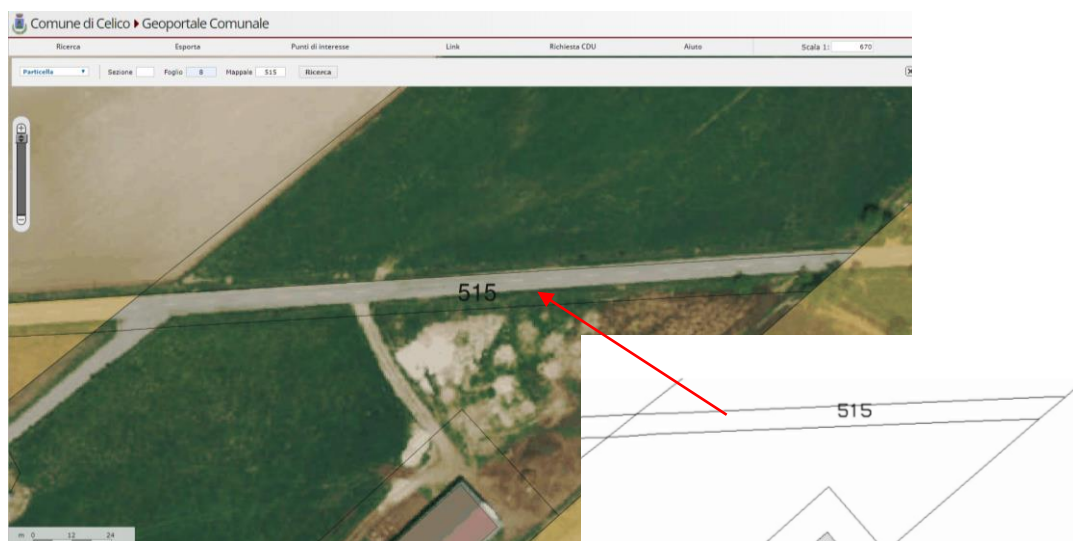 Comune di Celico ▸ Geoportale Comunale
Ricerca Esporta Punti di interesse Link Richiesta CDU Aiuto Scala 1: 670
Particella Sezione Foglio 8 Mappale 515 Ricerca
515
515
m 0 12 24